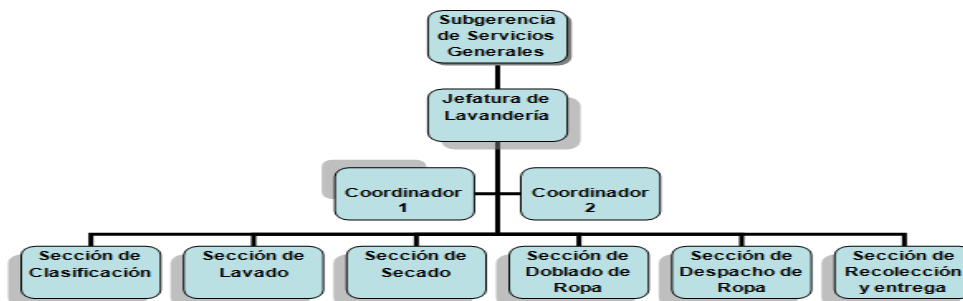 Subgerencia
de Servicios
Generales
Jefatura de
Lavandería
Coordinador
1
Coordinador
2
Sección de
Clasificación
Sección de
Lavado
Sección de
Secado
Sección de
Doblado de
Ropa
Sección de
Despacho de
Ropa
Sección de
Recolección
y entrega